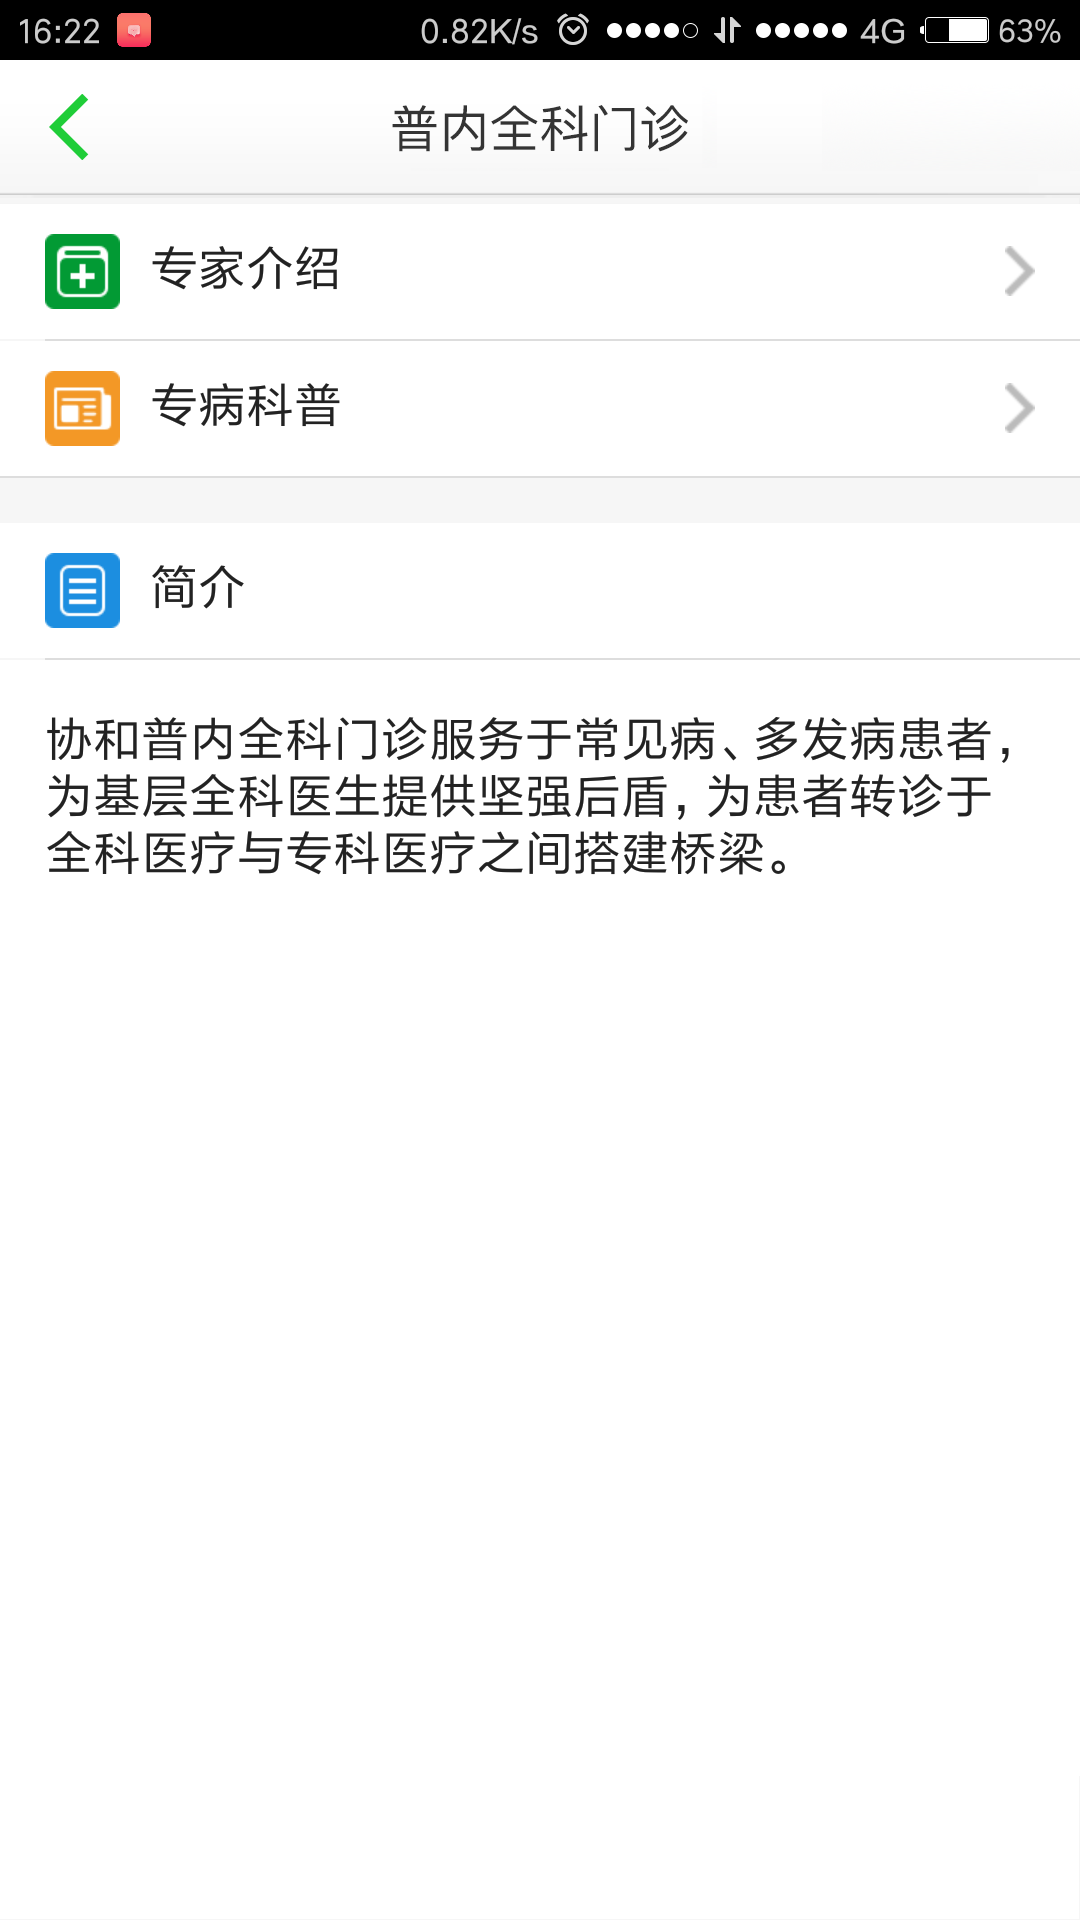 16:22 0.82K/s 4G 63%
普内全科门诊
专家介绍
专病科普
简介
协和普内全科门诊服务于常见病、多发病患者，
为基层全科医生提供坚强后盾，为患者转诊于
全科医疗与专科医疗之间搭建桥梁。